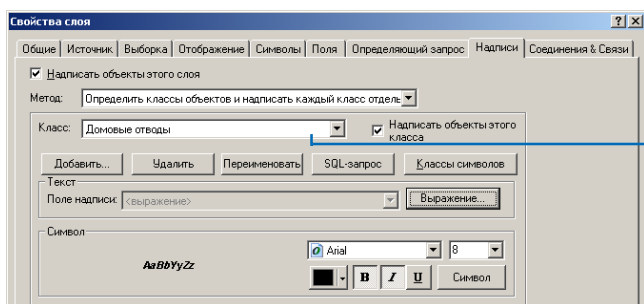 Свойства слоя
Общие Источник Выборка Отображение Символы Поля Определяющий запрос Надписи Соединения & Связи
Надписать объекты этого слоя
Метод: Определить классы объектов и надписать каждый класс отдель
Класс: Домовые отводы Надписать объекты этого класса
Добавить... Удалить Переименовать SQL-запрос Классы символов
Текст
Поле надписи: <выражение> Выражение...
Символ
AaBbYyZz
Arial 8
B I U Символ